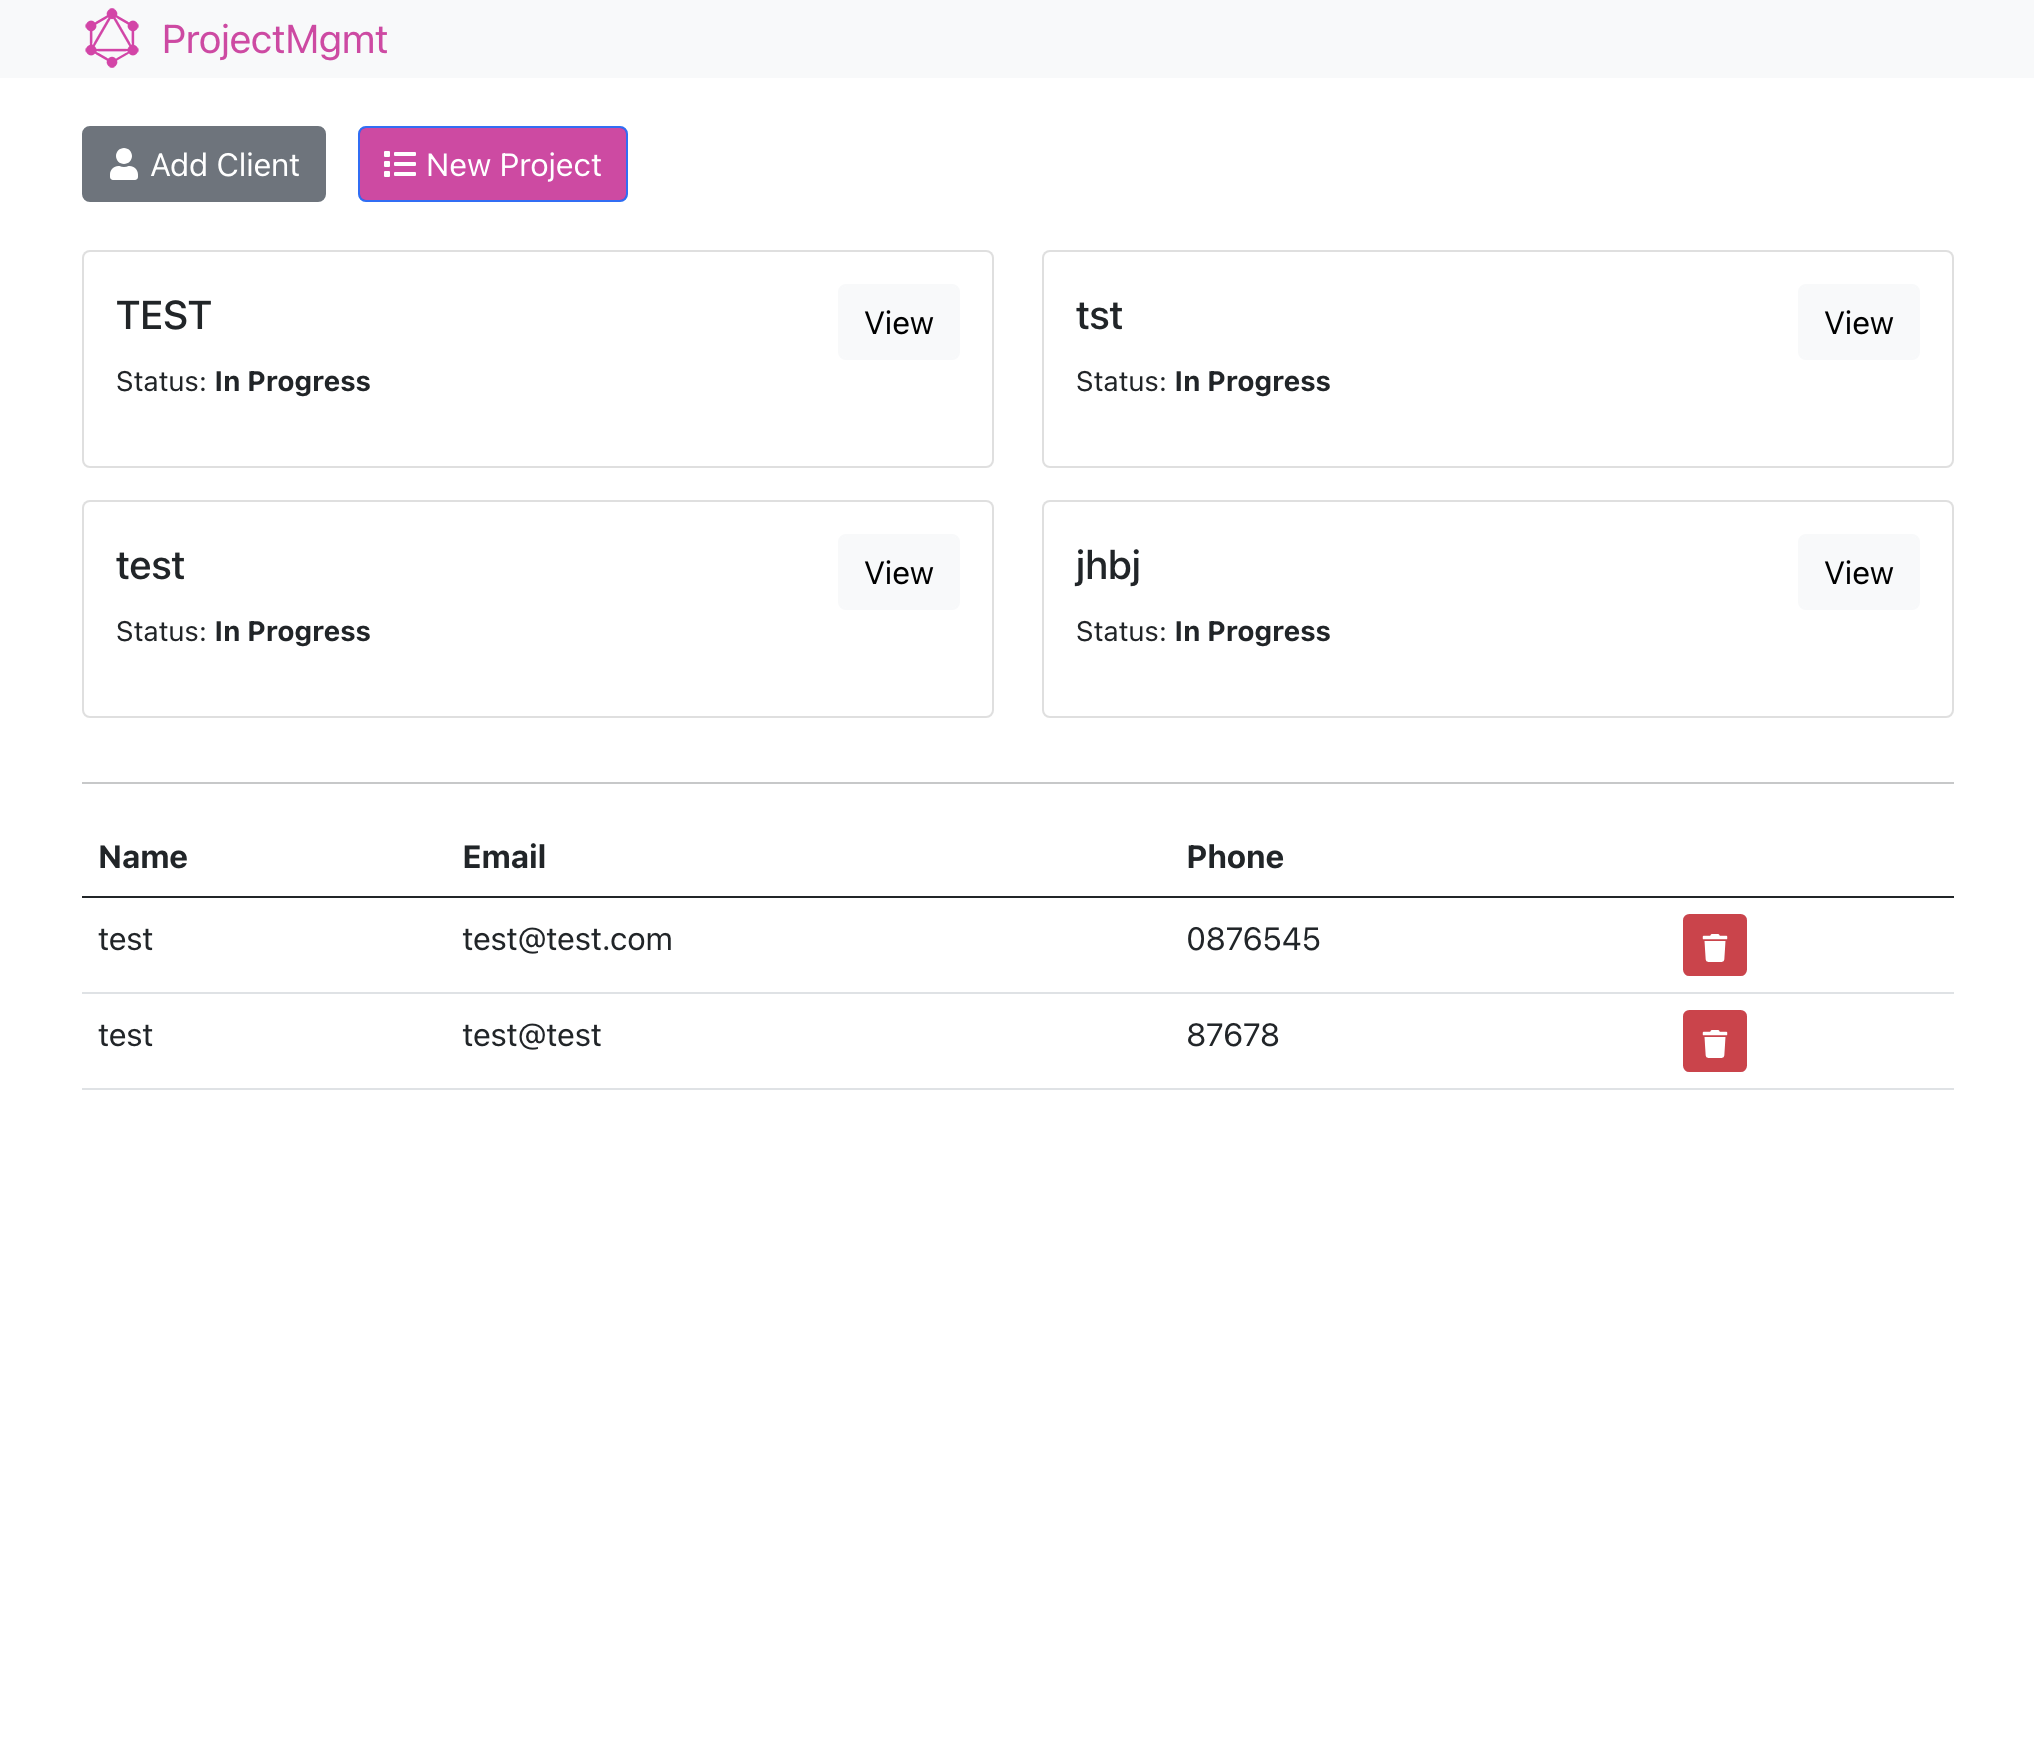 ProjectMgmt
Add Client New Project
TEST View
Status: In Progress
tst View
Status: In Progress
test View
Status: In Progress
jhbj View
Status: In Progress
Name Email Phone
test test@test.com 0876545
test test@test 87678